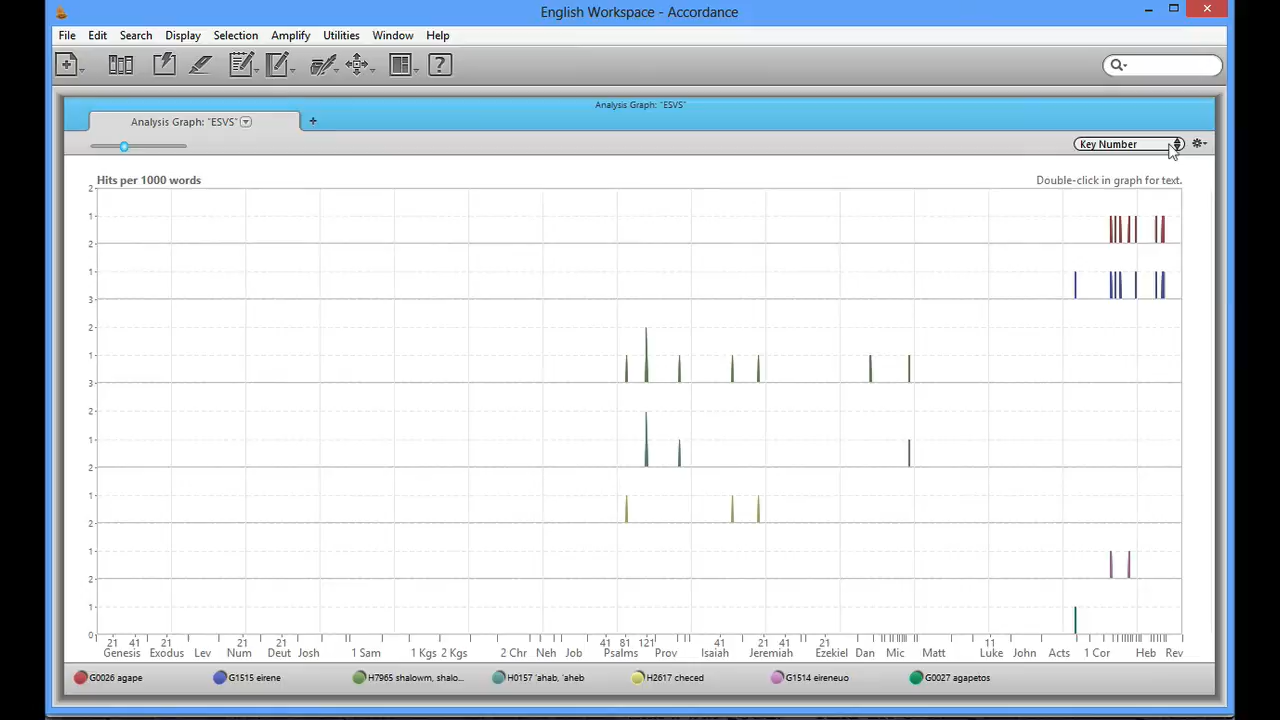 English Workspace - Accordance
File Edit Search Display Selection Amplify Utilities Window Help
Analysis Graph: "ESVS"
Analysis Graph: "ESVS" +
Key Number
Hits per 1000 words
Double-click in graph for text.
2
1
2
1
3
2
1
3
2
1
2
1
2
1
2
1
0
21 41 21 21 21 41 81 121 41 21 41 21 11
Genesis Exodus Lev Num Deut Josh 1 Sam 1 Kgs 2 Kgs 2 Chr Neh Job Psalms Prov Isaiah Jeremiah Ezekiel Dan Mic Matt Luke John Acts 1 Cor Heb Rev
G0026 agape G1515 eirene H7965 shalowm, shalo... H0157 'ahab, 'aheb H2617 checed G1514 eireneuo G0027 agapetos